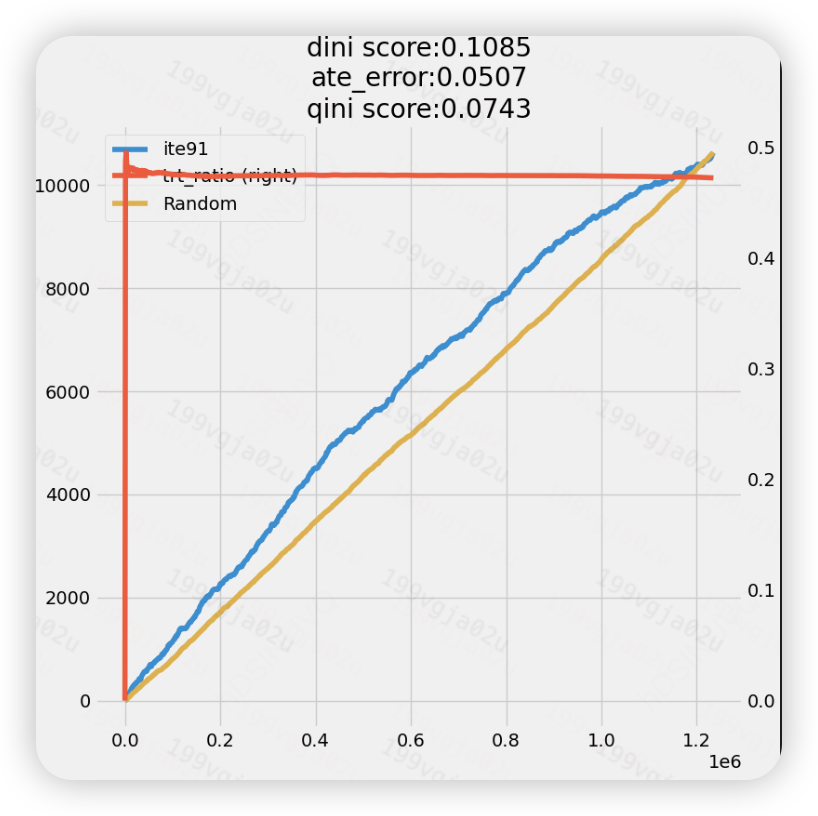 dini score:0.1085
ate_error:0.0507
qini score:0.0743
ite91
trt_ratio (right)
Random
10000
8000
6000
4000
2000
0
0.5
0.4
0.3
0.2
0.1
0.0
0.0 0.2 0.4 0.6 0.8 1.0 1.2
1e6
199vgja02u